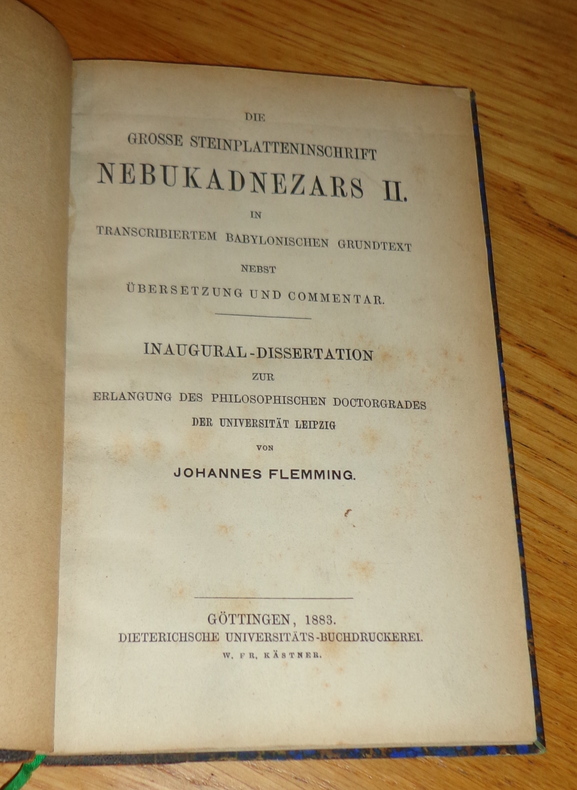 DIE
GROSSE STEINPLATTENINSCHRIFT
NEBUKADNEZARS II.
IN
TRANSCRIBIERTEM BABYLONISCHEN GRUNDTEXT
NEBST
ÜBERSETZUNG UND COMMENTAR.
INAUGURAL-DISSERTATION
ZUR
ERLANGUNG DES PHILOSOPHISCHEN DOCTORGRADES
DER UNIVERSITÄT LEIPZIG
VON
JOHANNES FLEMMING.
GÖTTINGEN, 1883.
DIETERICHSCHE UNIVERSITÄTS-BUCHDRUCKEREI.
W. FR. KÄSTNER.